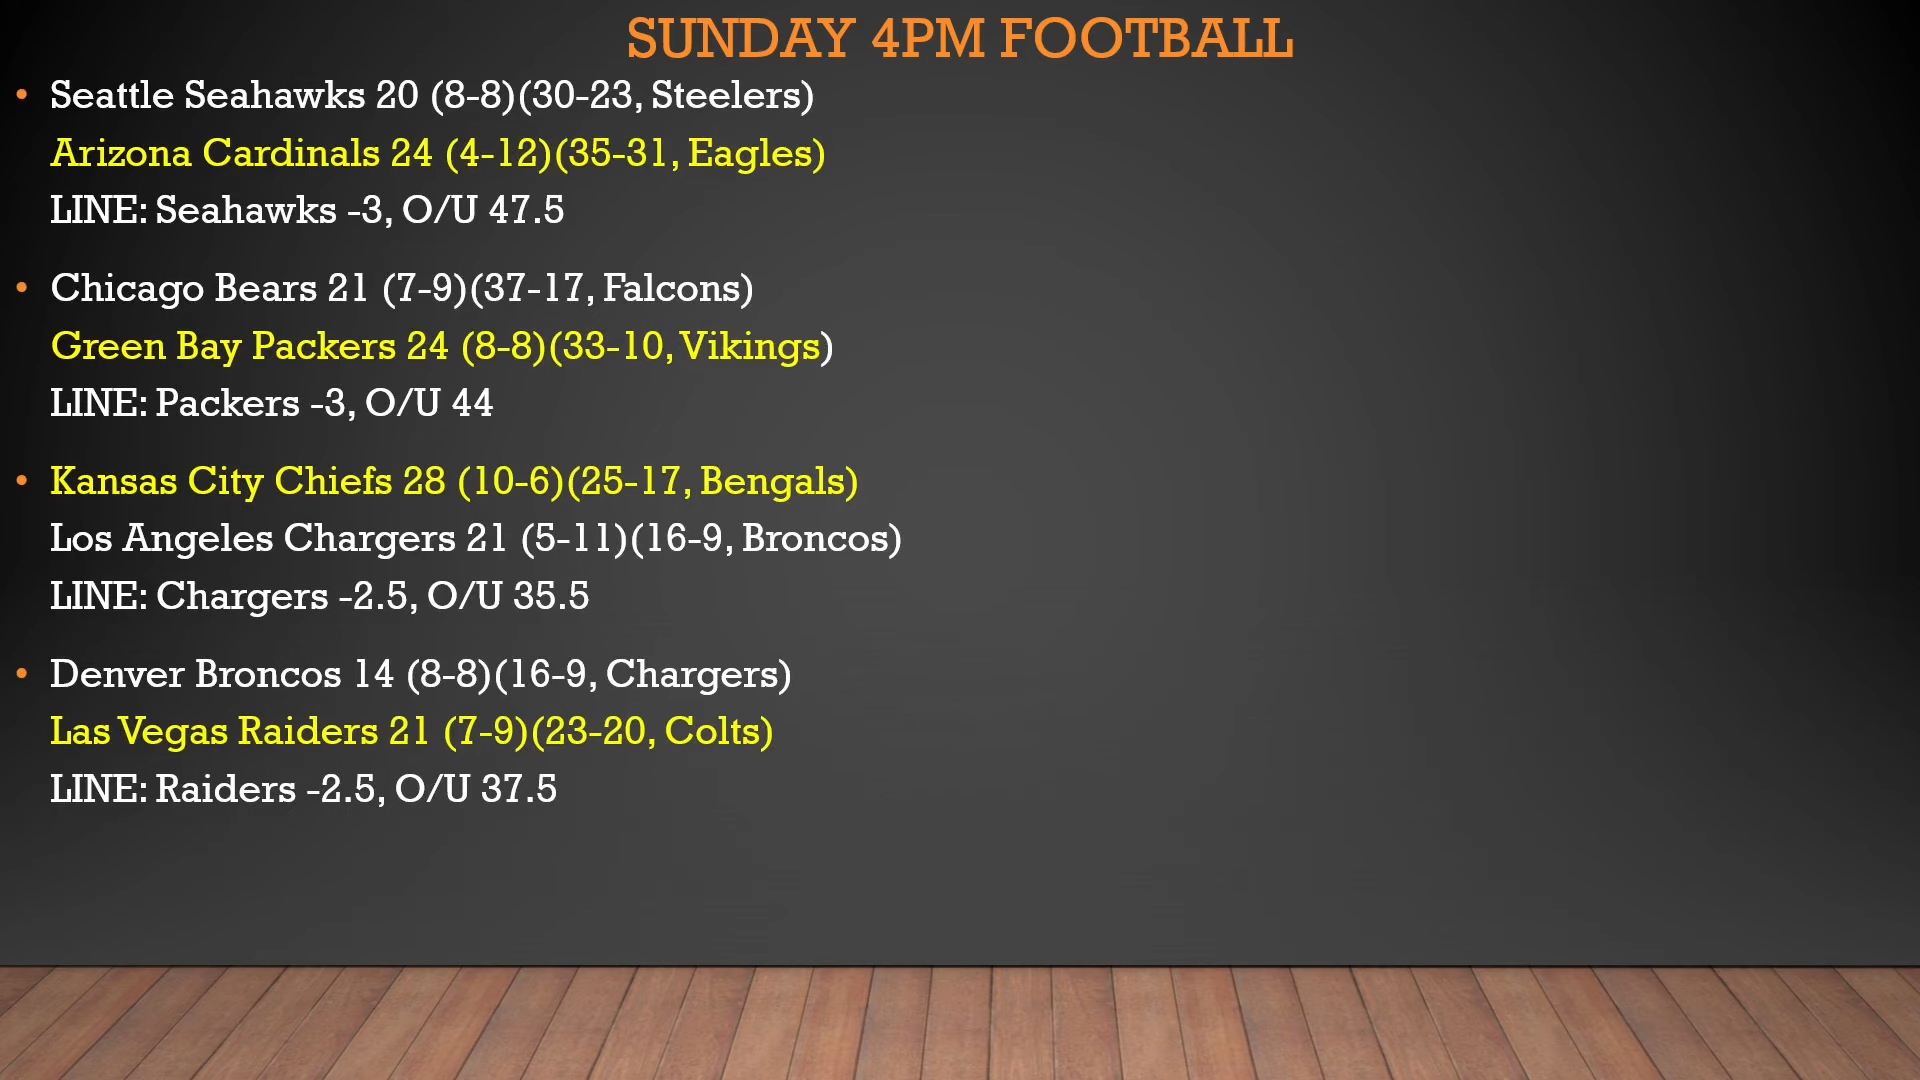 SUNDAY 4PM FOOTBALL
• Seattle Seahawks 20 (8-8)(30-23, Steelers)
Arizona Cardinals 24 (4-12)(35-31, Eagles)
LINE: Seahawks -3, O/U 47.5
• Chicago Bears 21 (7-9)(37-17, Falcons)
Green Bay Packers 24 (8-8)(33-10, Vikings)
LINE: Packers -3, O/U 44
• Kansas City Chiefs 28 (10-6)(25-17, Bengals)
Los Angeles Chargers 21 (5-11)(16-9, Broncos)
LINE: Chargers -2.5, O/U 35.5
• Denver Broncos 14 (8-8)(16-9, Chargers)
Las Vegas Raiders 21 (7-9)(23-20, Colts)
LINE: Raiders -2.5, O/U 37.5